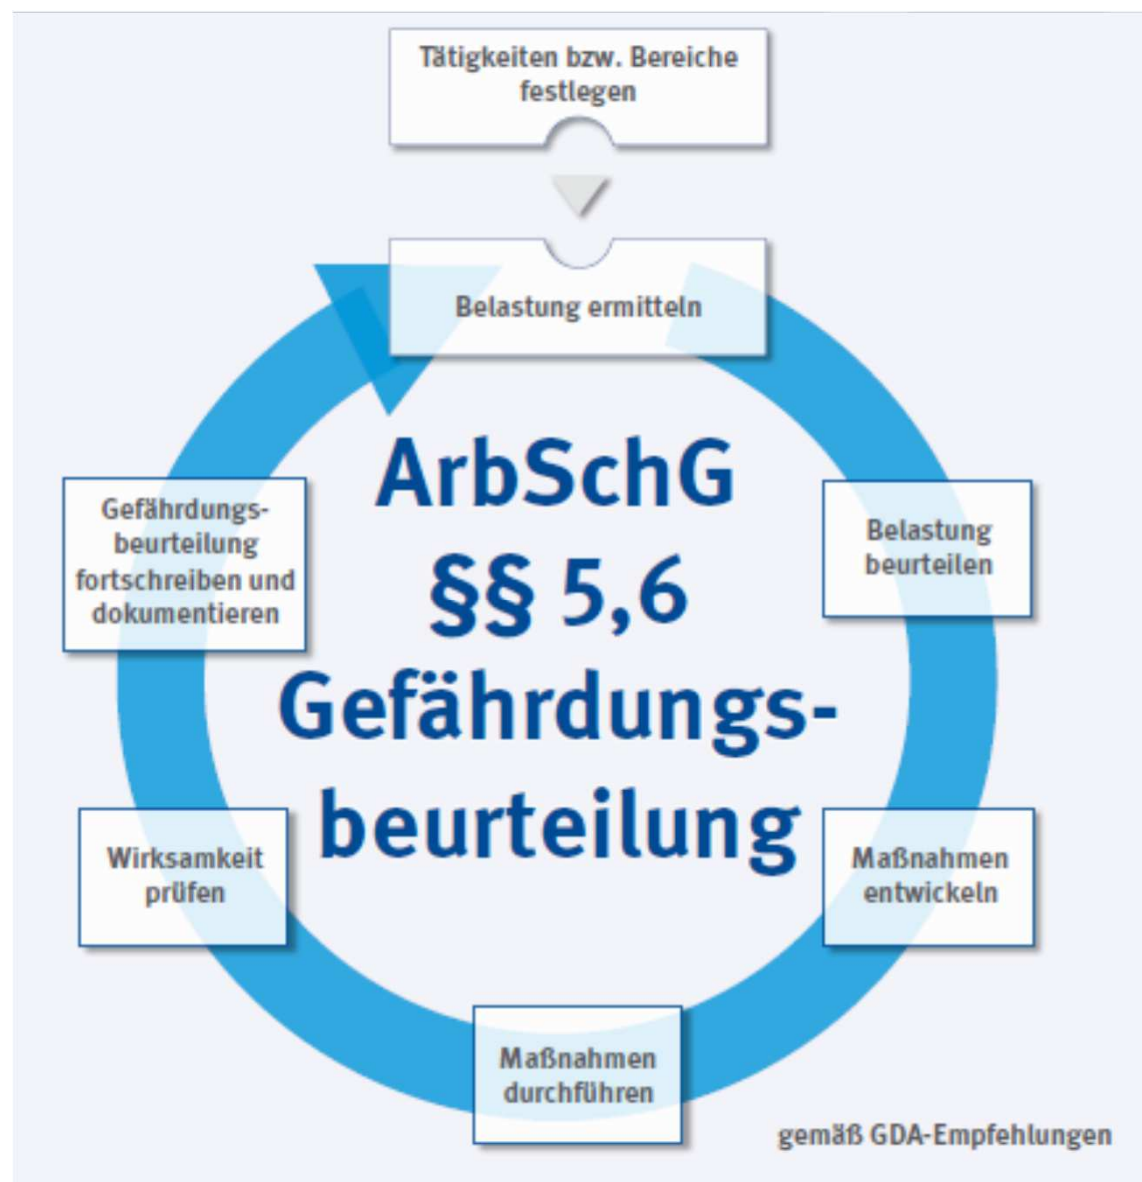 Tätigkeiten bzw. Bereiche
festlegen
Belastung ermitteln
ArbSchG
§§ 5,6
Gefährdungs-
beurteilung
Belastung
beurteilen
Maßnahmen
entwickeln
Maßnahmen
durchführen
Wirksamkeit
prüfen
Gefährdungs-
beurteilung
fortschreiben und
dokumentieren
gemäß GDA-Empfehlungen